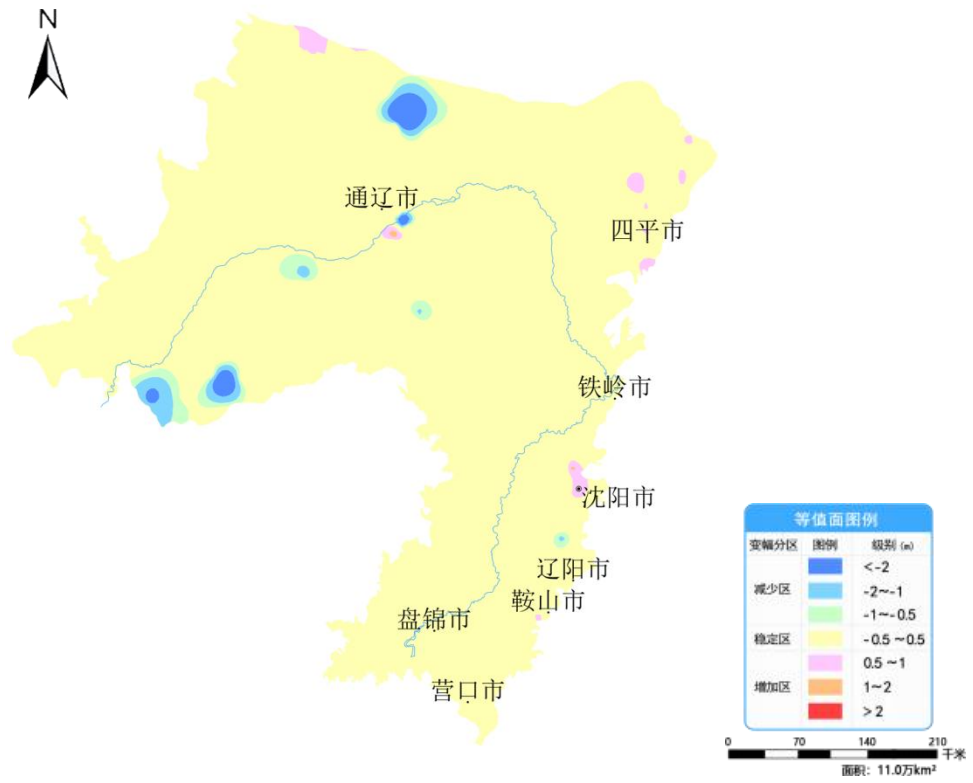 N
通辽市
四平市
铁岭市
沈阳市
辽阳市
鞍山市
盘锦市
营口市
等值面图例
变幅分区 图例 级别 (m)
减少区
<-2
-2~-1
-1~-0.5
稳定区
-0.5 ~0.5
增加区
0.5 ~1
1~2
>2
0 70 140 210 千米
面积: 11.0万km²